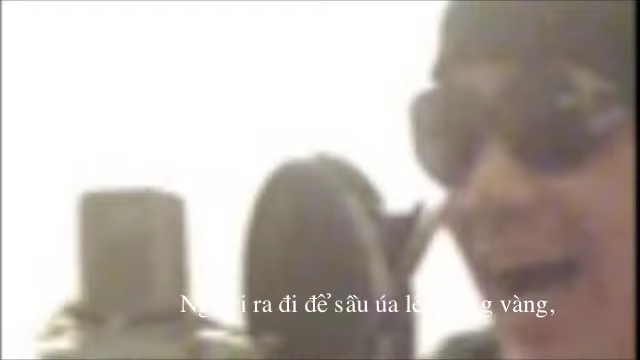 ra đi để sầu úa vàng,